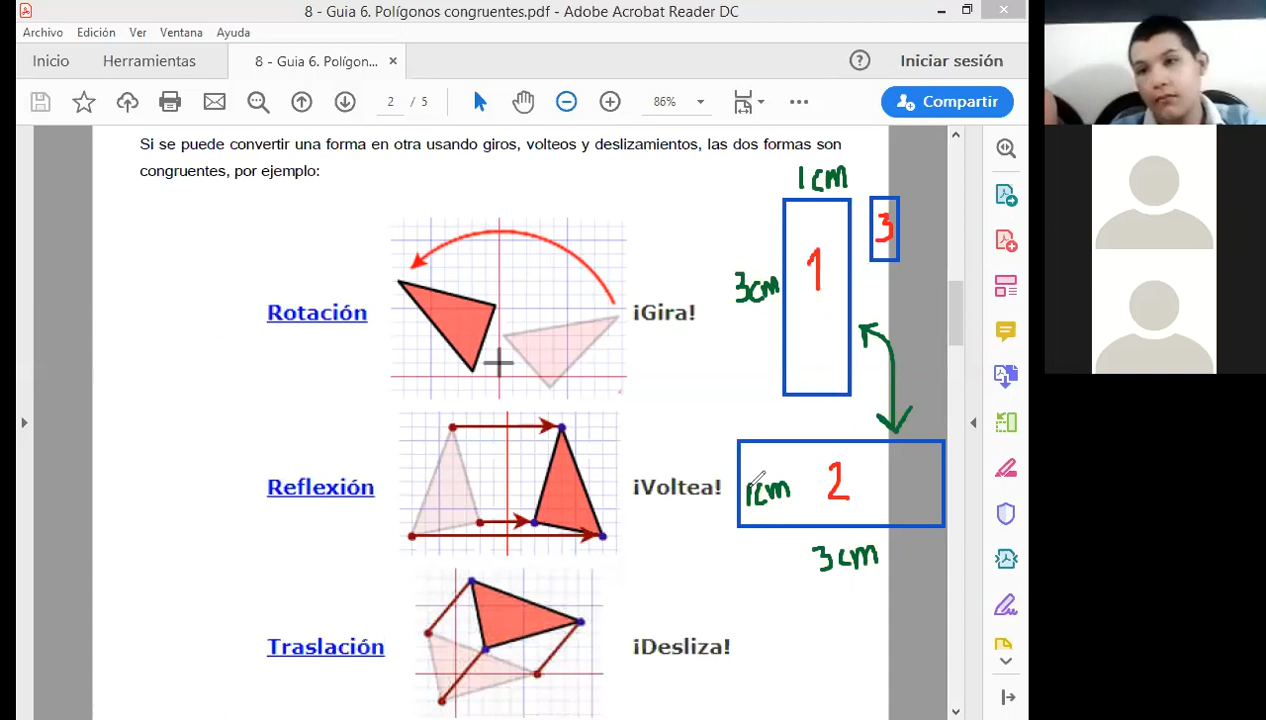 8 - Guia 6. Polígonos congruentes.pdf - Adobe Acrobat Reader DC
Archivo Edición Ver Ventana Ayuda
Inicio Herramientas 8 - Guia 6. Polígon... Iniciar sesión
2 / 5 86% Compartir
Si se puede convertir una forma en otra usando giros, volteos y deslizamientos, las dos formas son
congruentes, por ejemplo:
1cm
3
1
3cm
Rotación ¡Gira!
Reflexión ¡Voltea!
1cm 2
3cm
Traslación ¡Desliza!